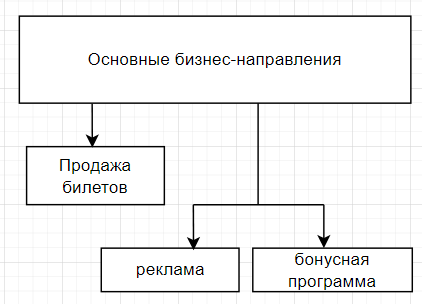 Основные бизнес-направления
Продажа
билетов
реклама
бонусная
программа